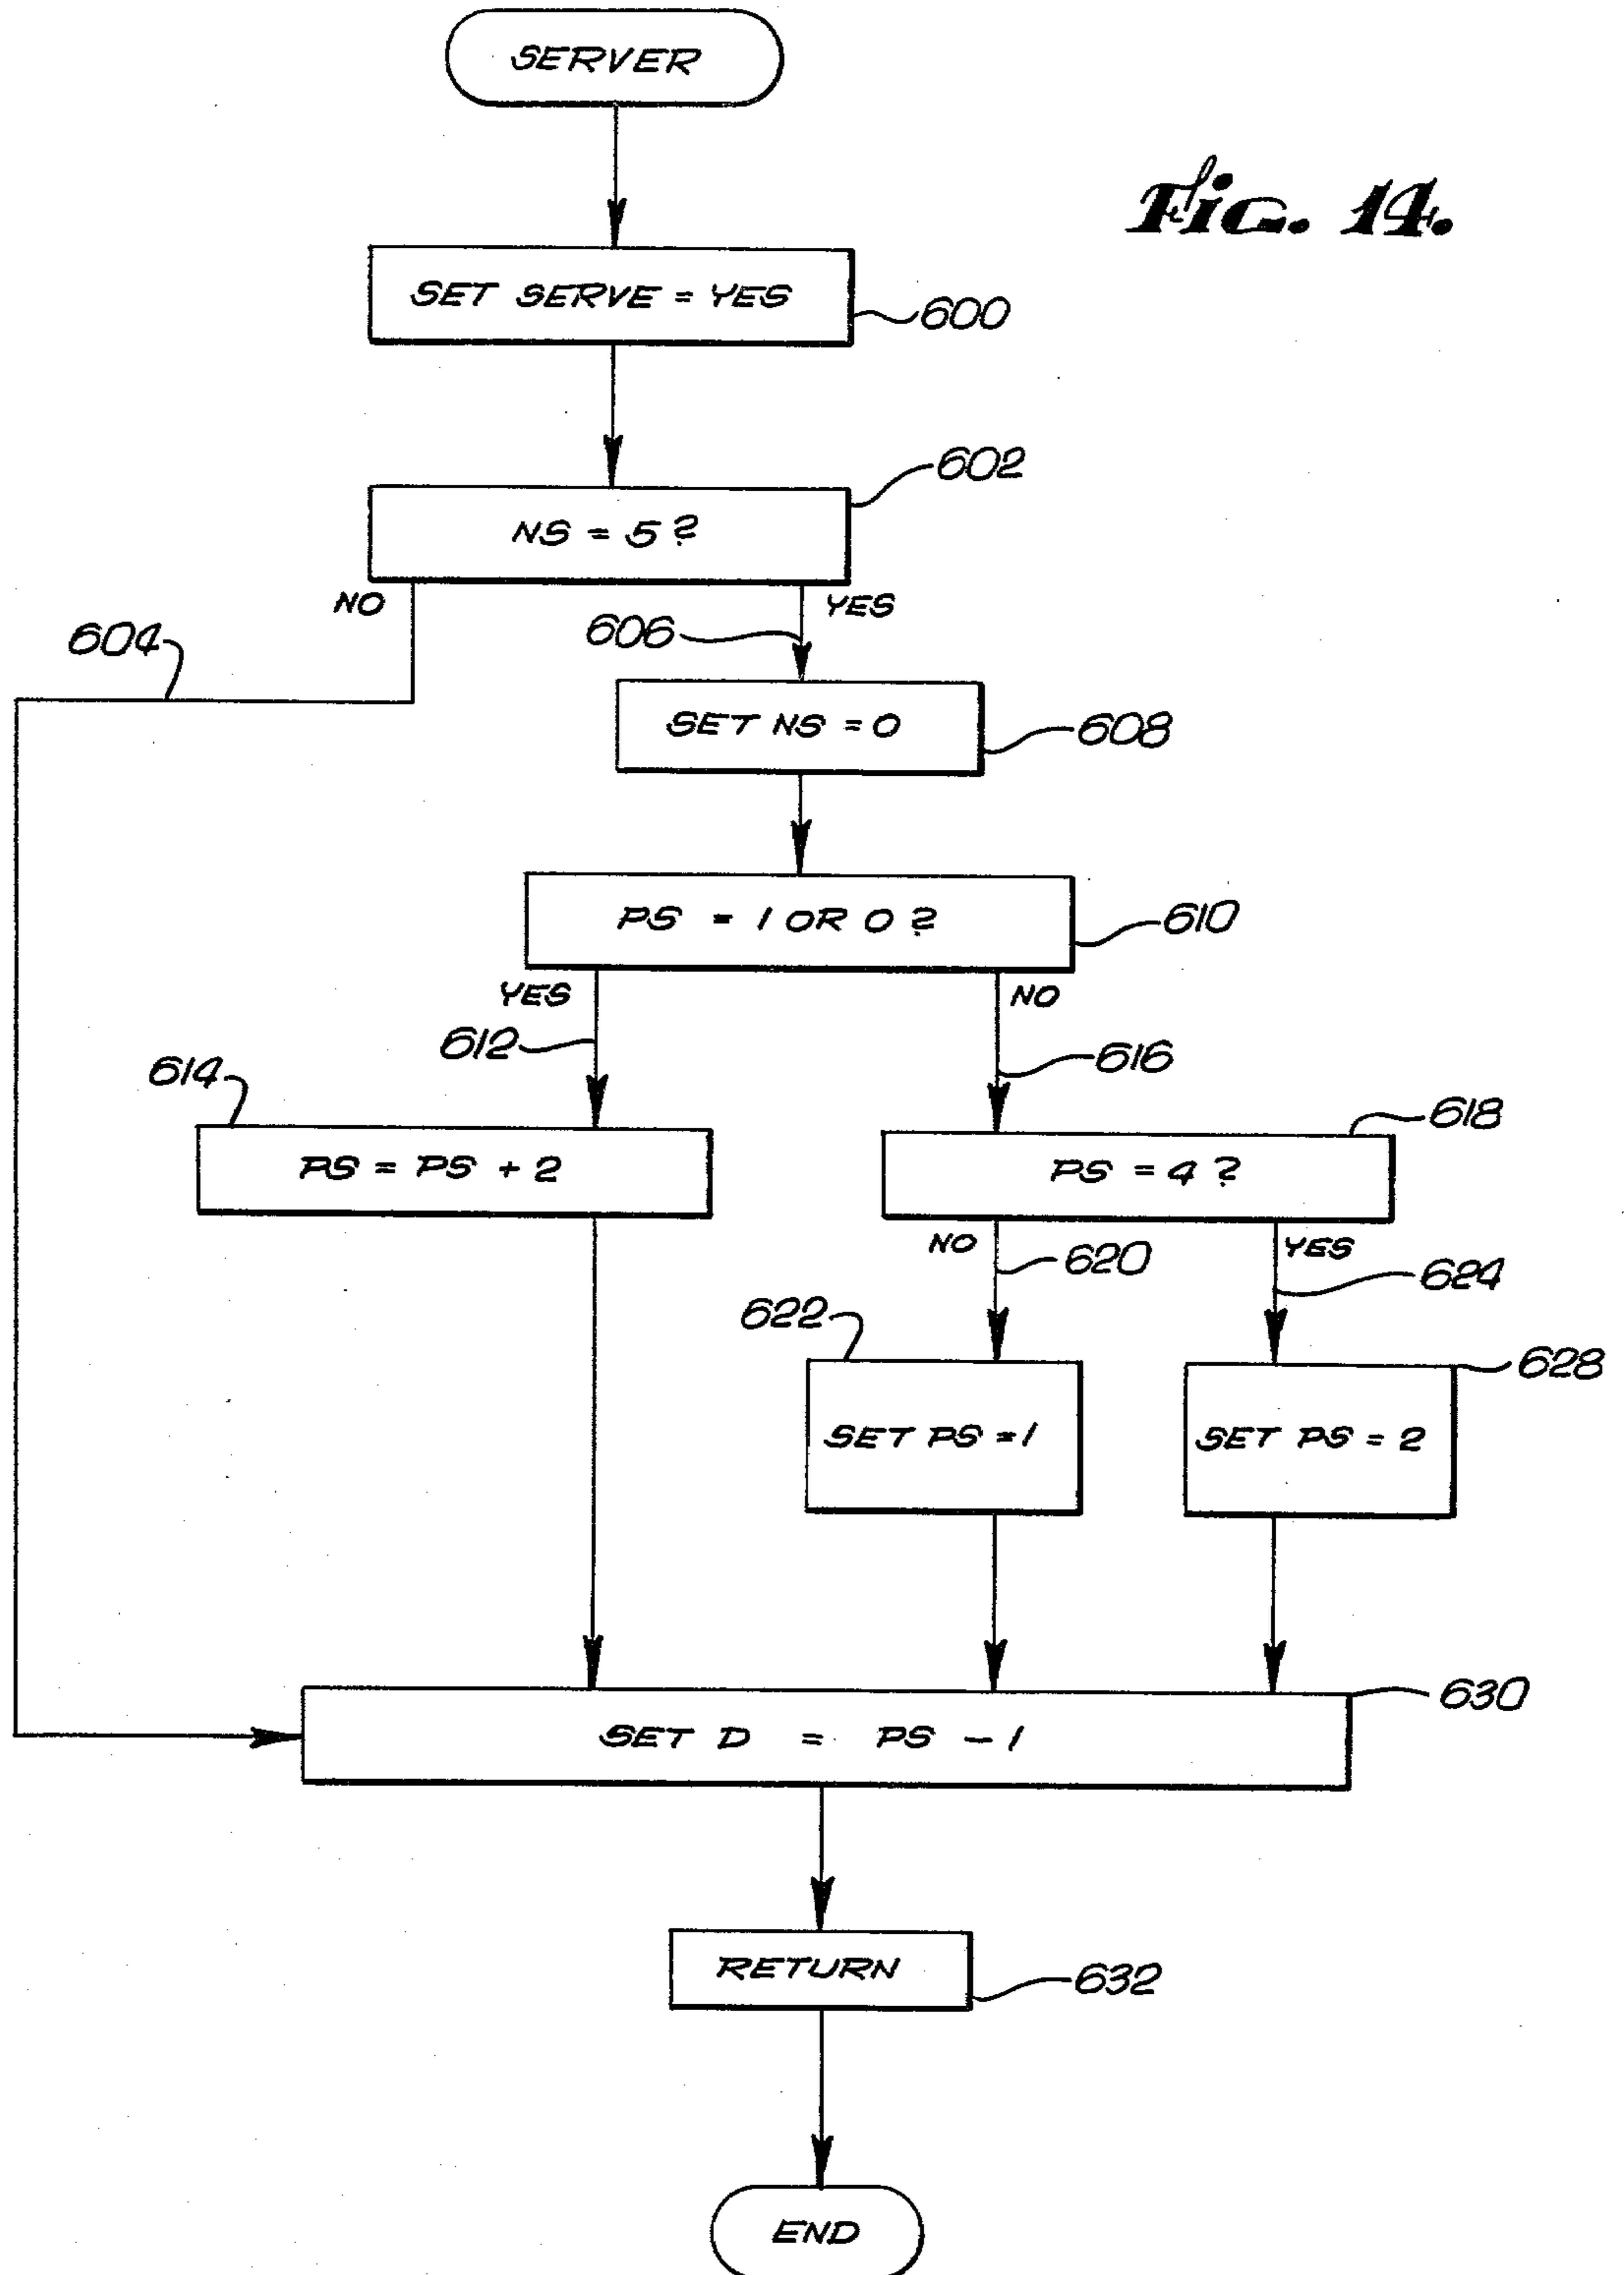 SERVER
Fig. 14.
SET SERVE = YES
600
602
NS = 5 ?
NO
YES
604
606
SET NS = 0
608
PS = 1 OR 0 ?
610
YES
NO
612
616
614
618
PS = PS + 2
PS = 4 ?
NO
YES
620
624
622
628
SET PS = 1
SET PS = 2
630
SET D = PS - 1
RETURN
632
END